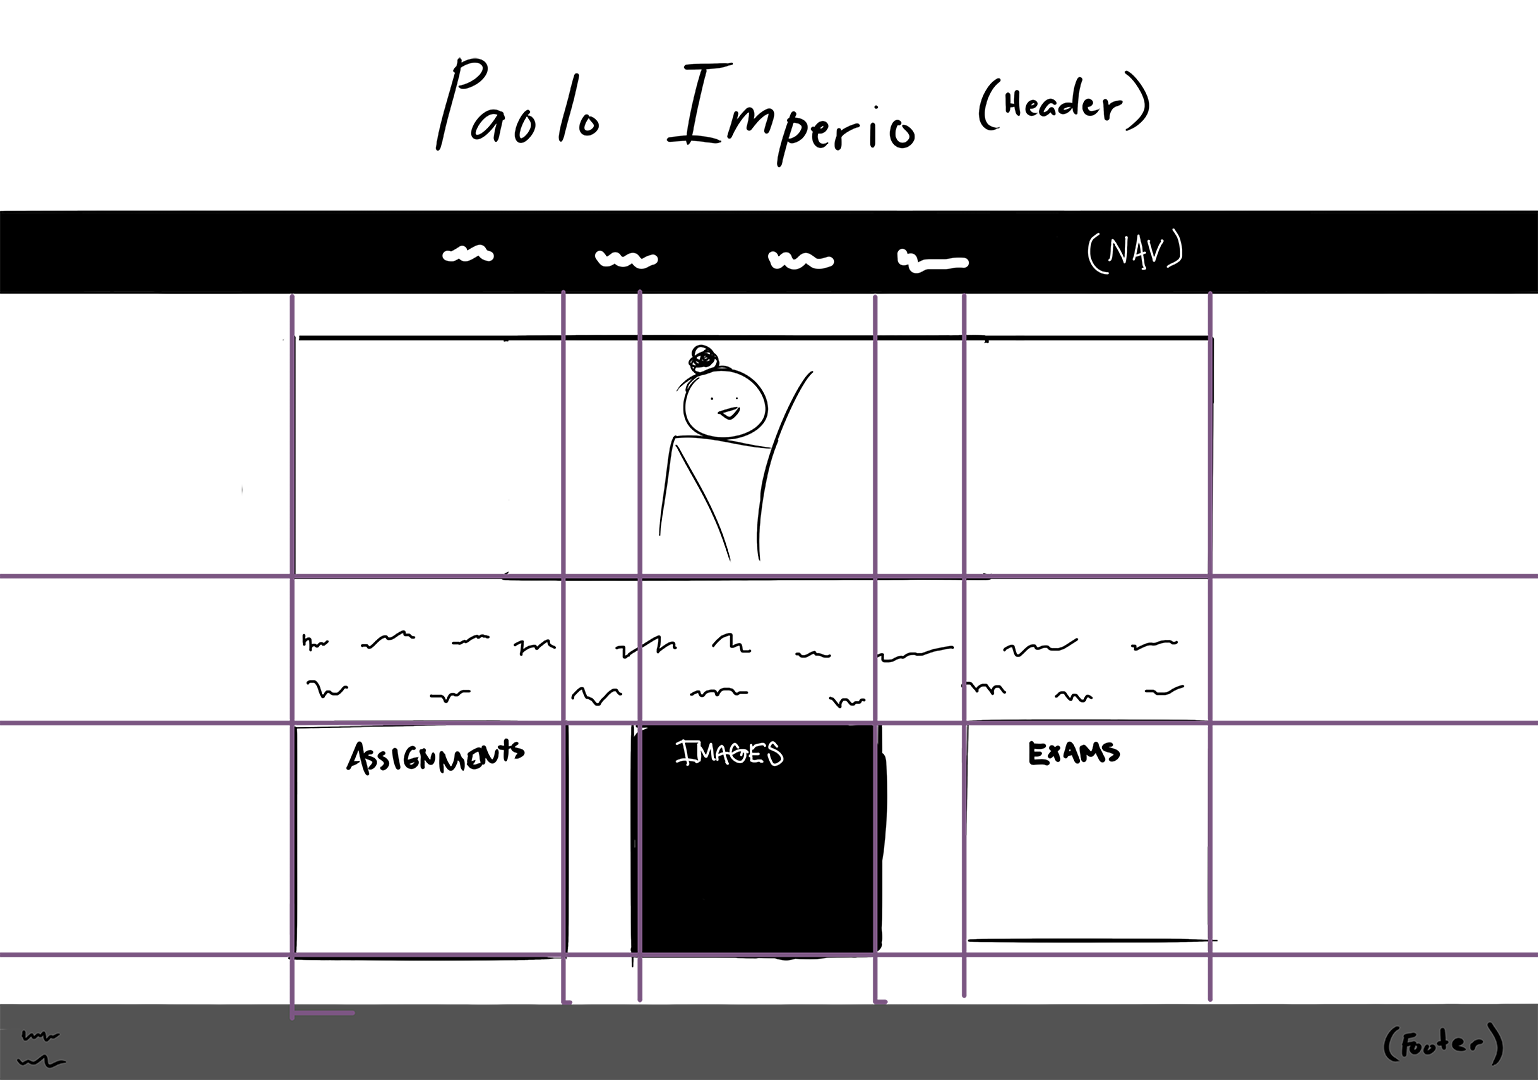 Paolo Imperio (Header)
(NAV)
Assignments
IMAGES
Exams
(Footer)